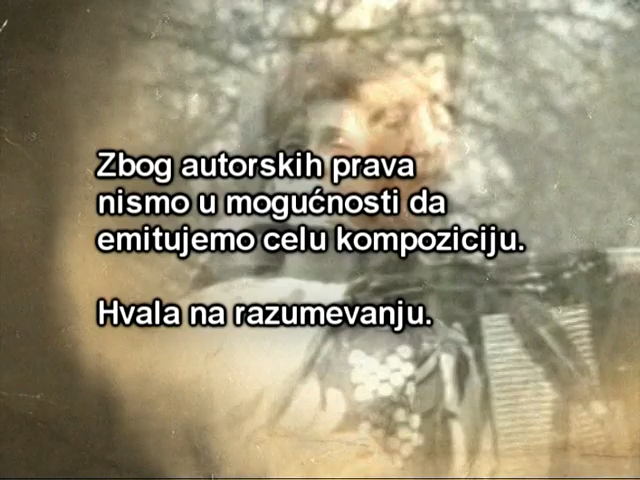 Zbog autorskih prava
nismo u mogućnosti da
emitujemo celu kompoziciju.
Hvala na razumevanju.